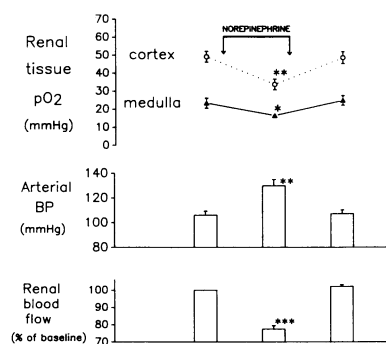 NOREPINEPHRINE
Renal
tissue
pO2
(mmHg)
cortex
medulla
70
60
50
40
30
20
10
0
**
*
Arterial
BP
(mmHg)
140
120
100
80
**
Renal
blood
flow
(% of baseline)
100
90
80
70
***